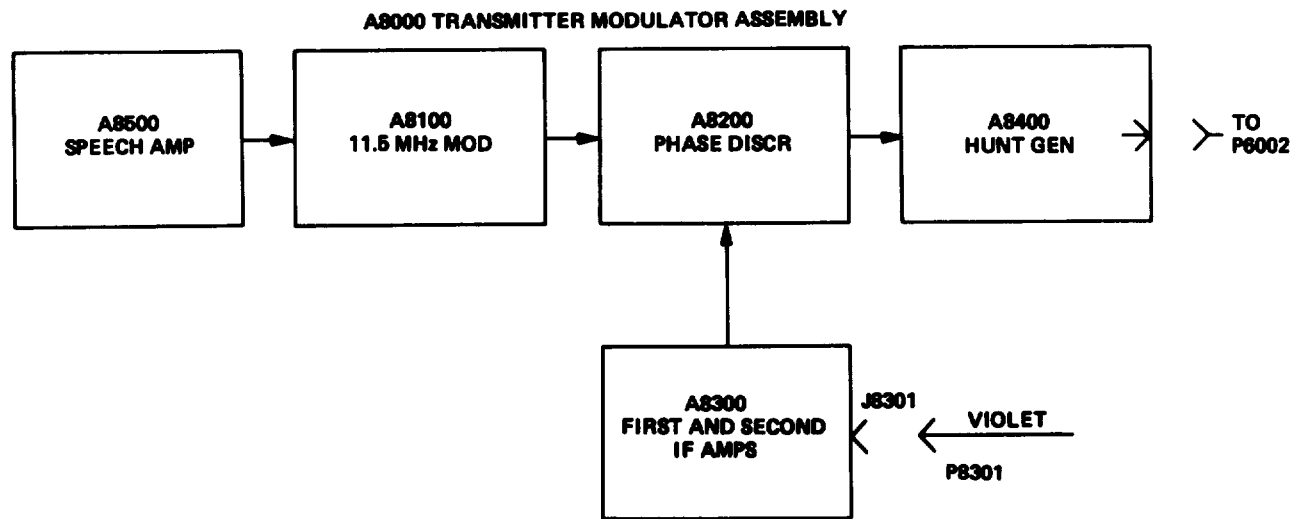 A8000 TRANSMITTER MODULATOR ASSEMBLY
A8500
SPEECH AMP
A8100
11.5 MHz MOD
A8200
PHASE DISCR
A8400
HUNT GEN
TO
P6002
A8300
FIRST AND SECOND
IF AMPS
J8301
VIOLET
P8301